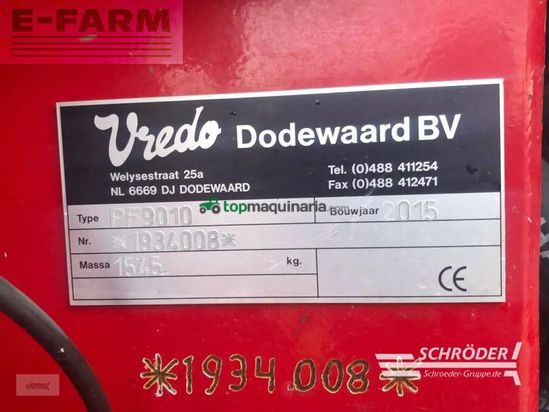 E-FARM
Vredo Dodewaard BV
Welysestraat 25a
NL 6669 DJ DODEWAARD
Tel. (0)488 411254
Fax (0)488 412471
Type PF9010
topmaquinaria.com
Bouwjaar 2015
Nr. *1934008*
Massa 1545 kg.
CE
*1934.008*
SCHRÖDER
Schroeder-Gruppe.de